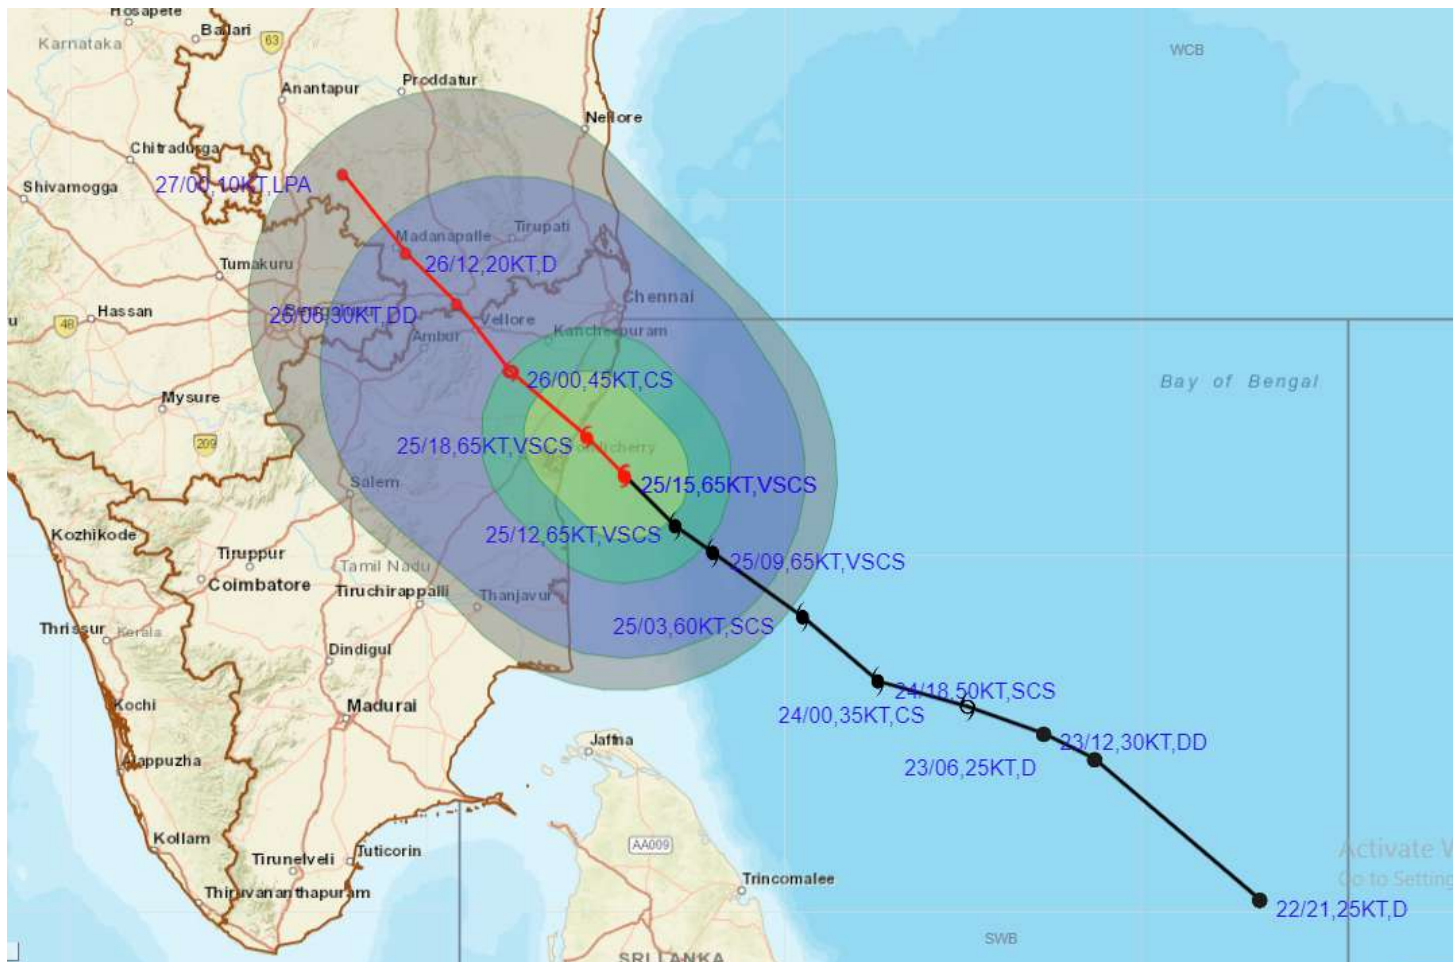 Hosapete
Ballari
WCB
Karnataka
63
Proddatur
Anantapur
Nellore
Chitradurga
27/00,10KT,LPA
Shivamogga
Tirupati
Madanapalle
26/12,20KT,D
Tumakuru
Chennai
Hassan
Bengaluru
26/06,30KT,DD
Vellore
48
u
Kancheepuram
Ambur
26/00,45KT,CS
Bay of Bengal
Mysure
209
25/18,65KT,VSCS
Pondicherry
Salem
25/15,65KT,VSCS
Kozhikode
25/12,65KT,VSCS
Tiruppur
25/09,65KT,VSCS
Tamil Nadu
Coimbatore
Tiruchirappalli
Thanjavur
25/03,60KT,SCS
Thrissur
Kerala
Dindigul
24/18,50KT,SCS
Kochi
Madurai
24/00,35KT,CS
Jaffna
23/12,30KT,DD
Alappuzha
23/06,25KT,D
Kollam
AA009
Activate W
Tuticorin
Tirunelveli
Trincomalee
Go to Setting
Thiruvananthapuram
22/21,25KT,D
SWB
SRI LANKA